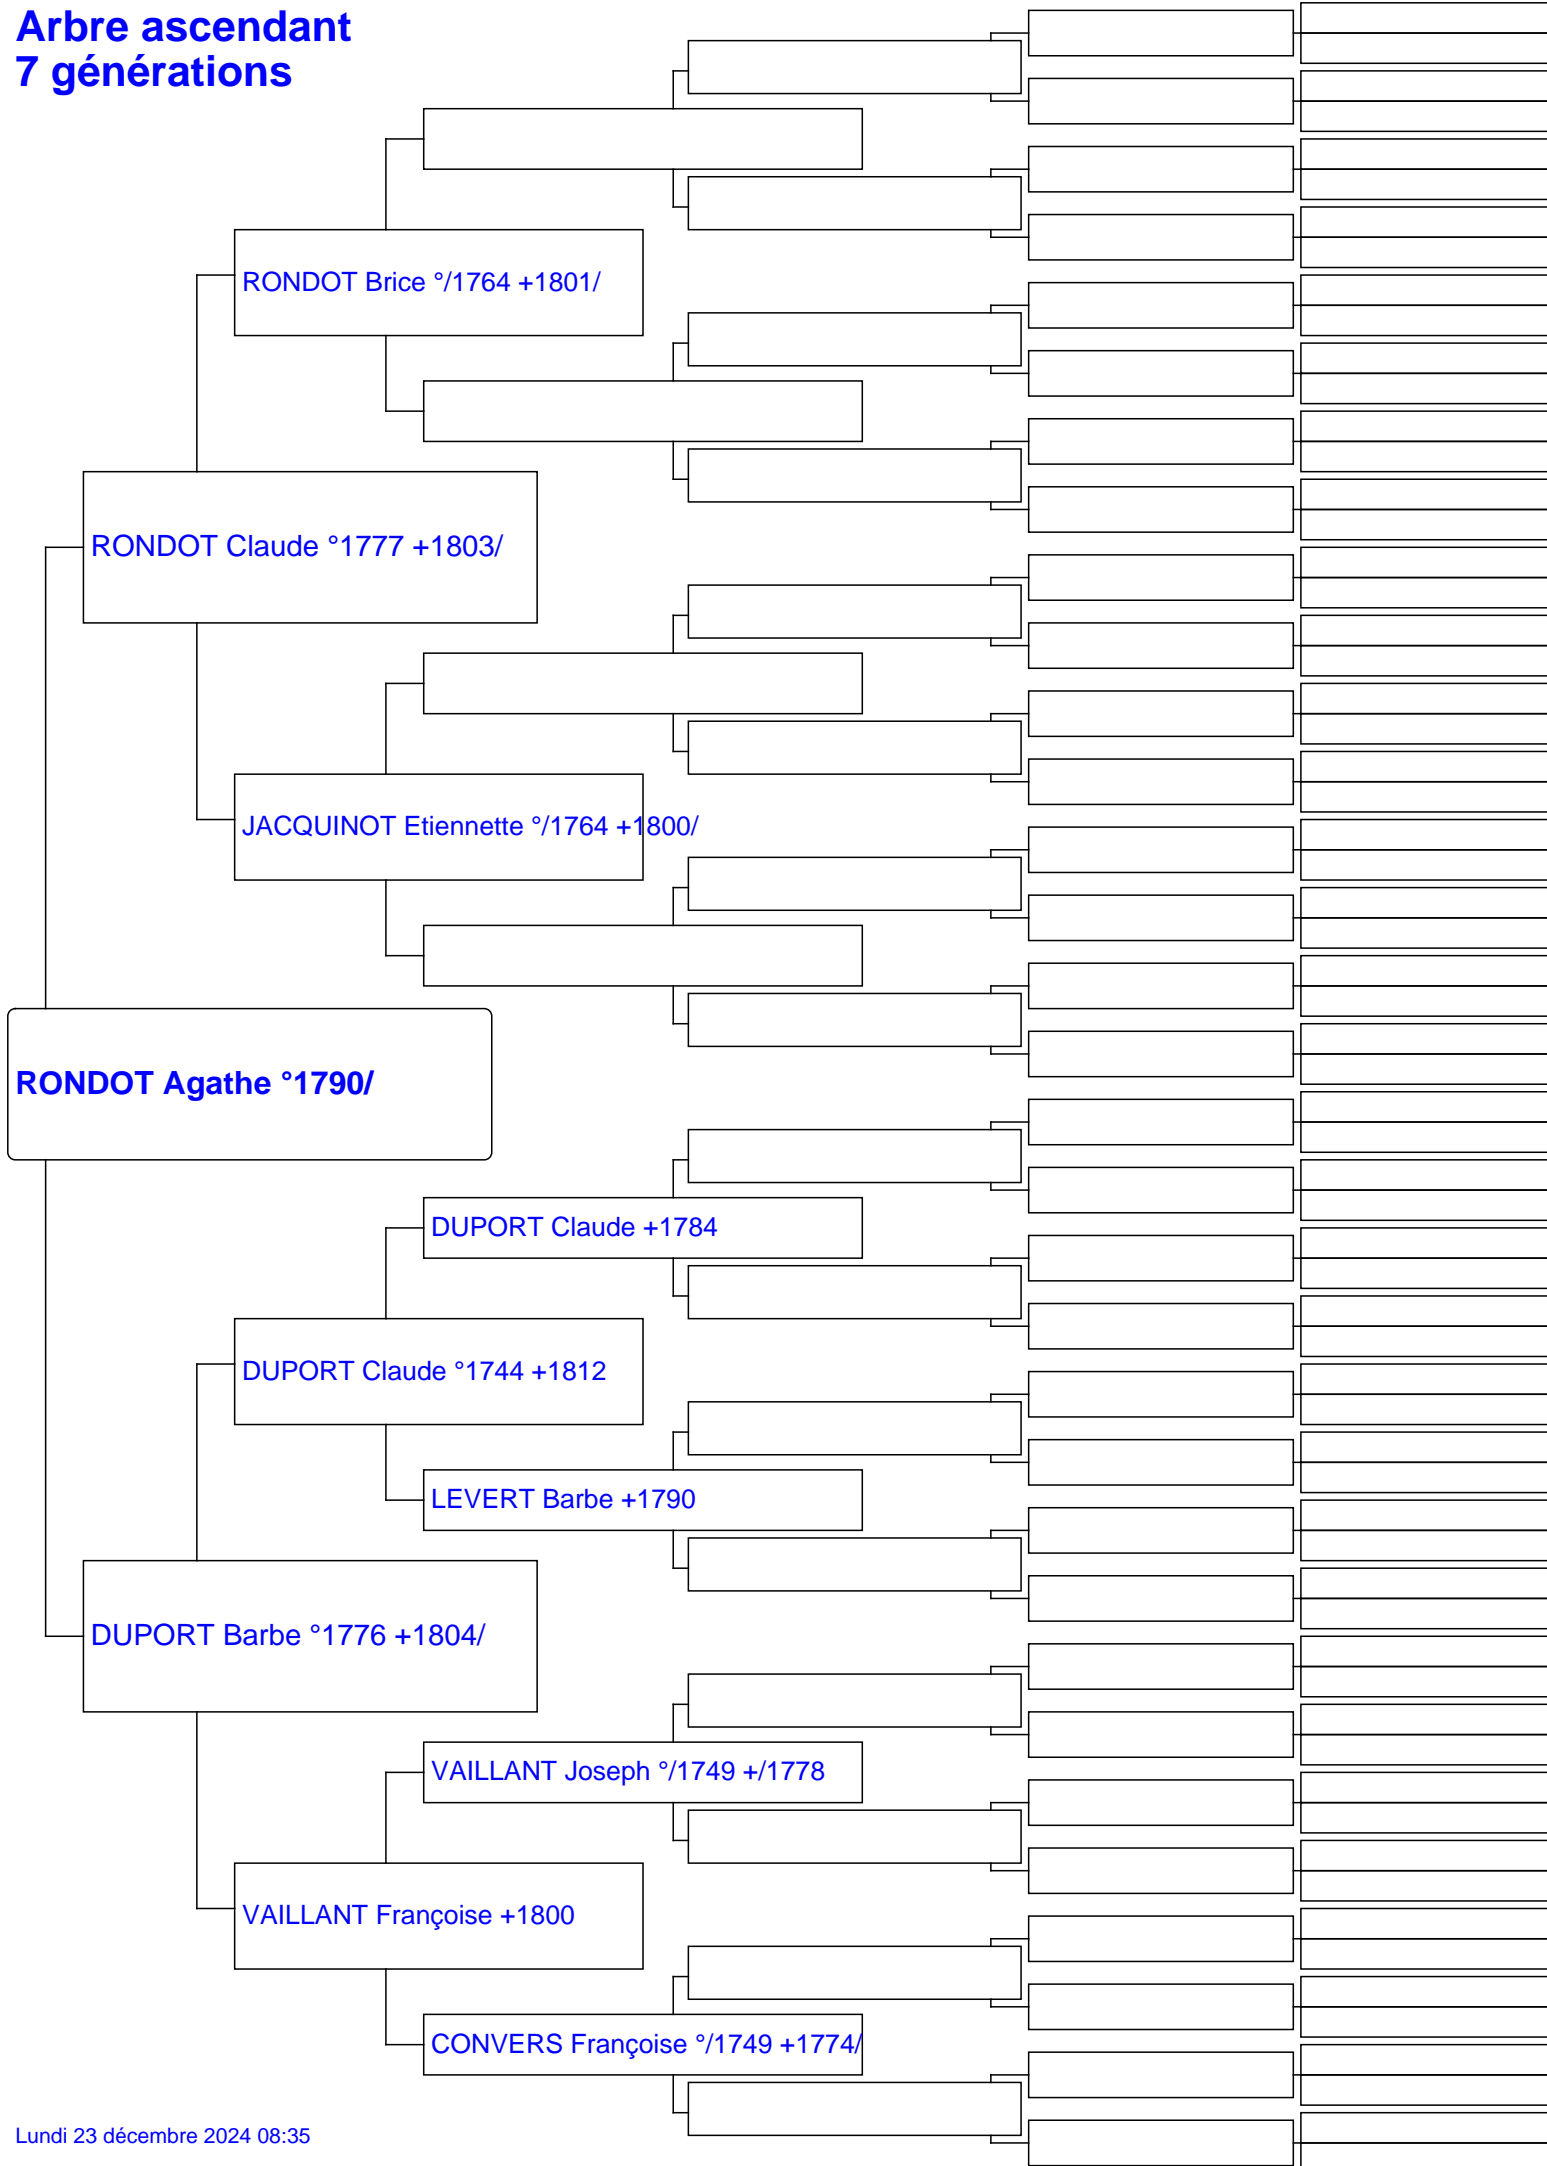 Arbre ascendant
7 générations
RONDOT Brice °/1764 +1801/
RONDOT Claude °1777 +1803/
JACQUINOT Etiennette °/1764 +1800/
RONDOT Agathe °1790/
DUPORT Claude +1784
DUPORT Claude °1744 +1812
LEVERT Barbe +1790
DUPORT Barbe °1776 +1804/
VAILLANT Joseph °/1749 +/1778
VAILLANT Françoise +1800
CONVERS Françoise °/1749 +1774/
Lundi 23 décembre 2024 08:35